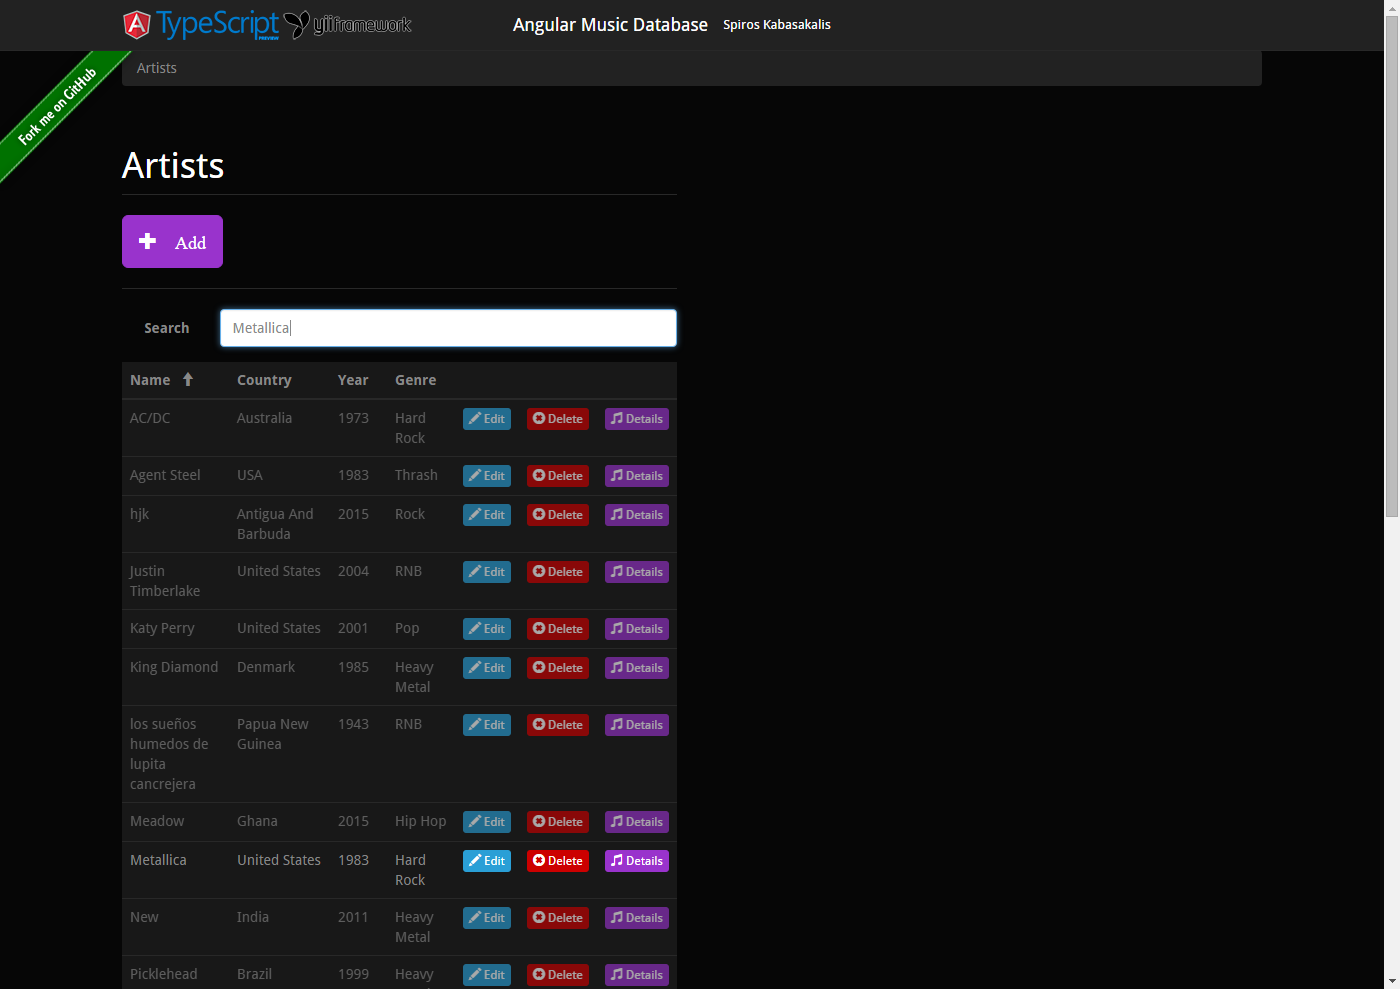 TypeScript PREVIEW yiiframework Angular Music Database Spiros Kabasakalis
Fork me on GitHub
Artists
Artists
Add
Search Metallica
Name Country Year Genre
AC/DC Australia 1973 Hard Rock Edit Delete Details
Agent Steel USA 1983 Thrash Edit Delete Details
hjk Antigua And Barbuda 2015 Rock Edit Delete Details
Justin Timberlake United States 2004 RNB Edit Delete Details
Katy Perry United States 2001 Pop Edit Delete Details
King Diamond Denmark 1985 Heavy Metal Edit Delete Details
los sueños humedos de lupita cancrejera Papua New Guinea 1943 RNB Edit Delete Details
Meadow Ghana 2015 Hip Hop Edit Delete Details
Metallica United States 1983 Hard Rock Edit Delete Details
New India 2011 Heavy Metal Edit Delete Details
Picklehead Brazil 1999 Heavy Edit Delete Details